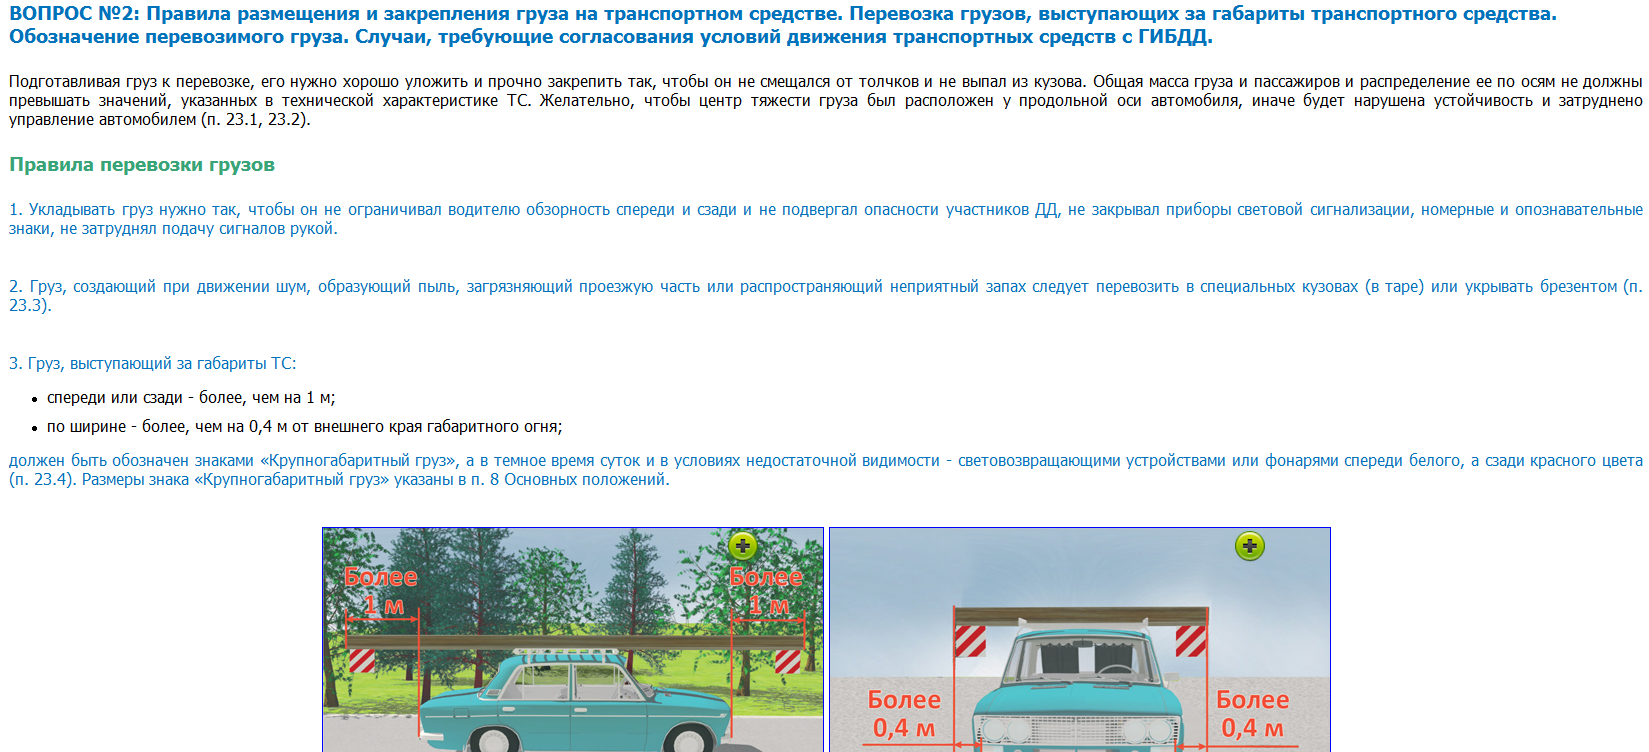 ВОПРОС №2: Правила размещения и закрепления груза на транспортном средстве. Перевозка грузов, выступающих за габариты транспортного средства.
Обозначение перевозимого груза. Случаи, требующие согласования условий движения транспортных средств с ГИБДД.
Подготавливая груз к перевозке, его нужно хорошо уложить и прочно закрепить так, чтобы он не смещался от толчков и не выпал из кузова. Общая масса груза и пассажиров и распределение ее по осям не должны
превышать значений, указанных в технической характеристике ТС. Желательно, чтобы центр тяжести груза был расположен у продольной оси автомобиля, иначе будет нарушена устойчивость и затруднено
управление автомобилем (п. 23.1, 23.2).
Правила перевозки грузов
1. Укладывать груз нужно так, чтобы он не ограничивал водителю обзорность спереди и сзади и не подвергал опасности участников ДД, не закрывал приборы световой сигнализации, номерные и опознавательные
знаки, не затруднял подачу сигналов рукой.
2. Груз, создающий при движении шум, образующий пыль, загрязняющий проезжую часть или распространяющий неприятный запах следует перевозить в специальных кузовах (в таре) или укрывать брезентом (п.
23.3).
3. Груз, выступающий за габариты ТС:
• спереди или сзади - более, чем на 1 м;
• по ширине - более, чем на 0,4 м от внешнего края габаритного огня;
должен быть обозначен знаками «Крупногабаритный груз», а в темное время суток и в условиях недостаточной видимости - световозвращающими устройствами или фонарями спереди белого, а сзади красного цвета
(п. 23.4). Размеры знака «Крупногабаритный груз» указаны в п. 8 Основных положений.
Более
1 м
Более
1 м
Более
0,4 м
Более
0,4 м